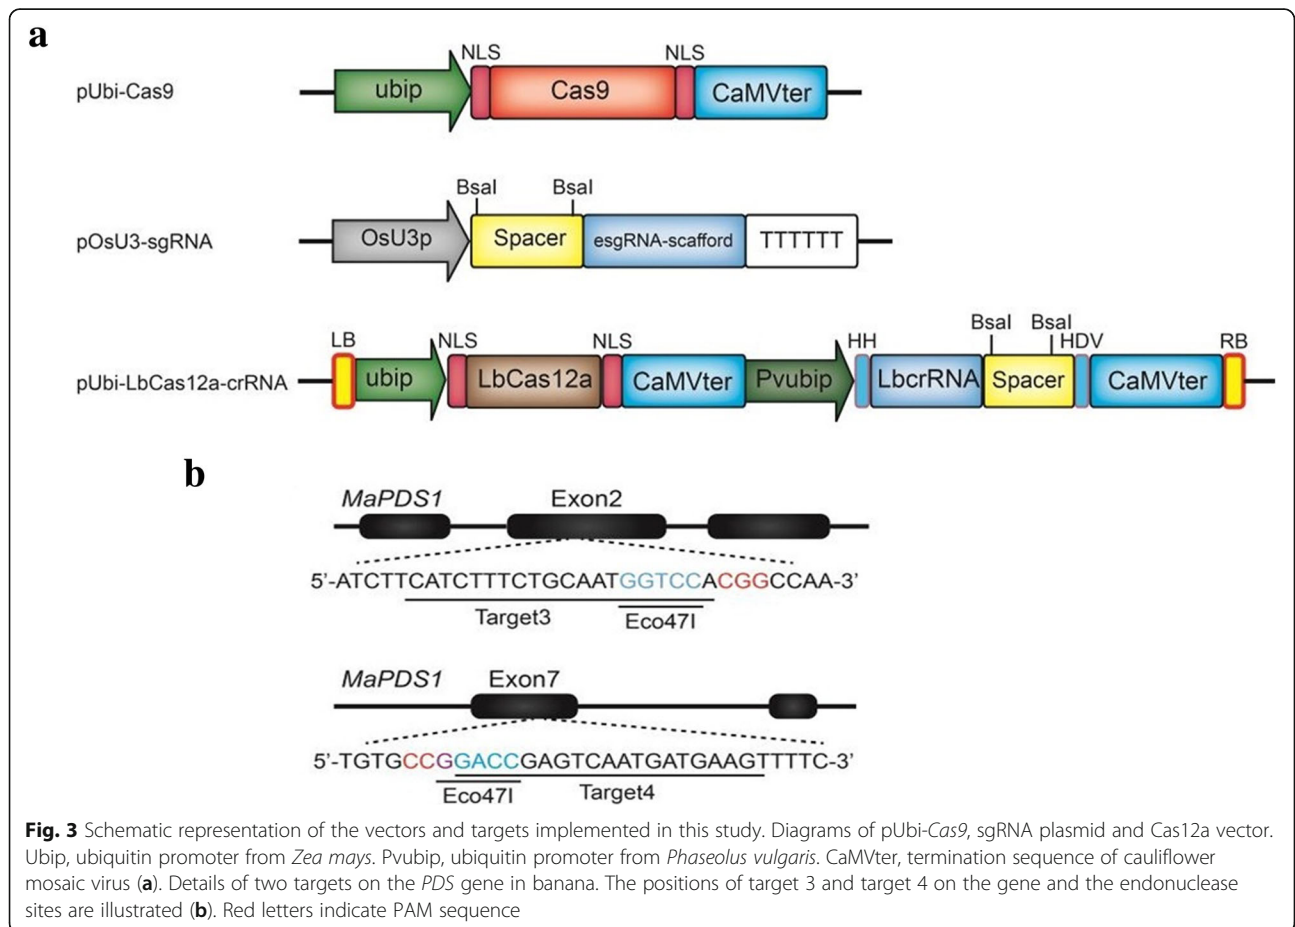 a
NLS NLS
pUbi-Cas9 ubip Cas9 CaMVter
BsaI BsaI
pOsU3-sgRNA OsU3p Spacer esgRNA-scafford TTTTTT
BsaI BsaI
LB NLS NLS HH HDV RB
pUbi-LbCas12a-crRNA ubip LbCas12a CaMVter Pvubip LbcrRNA Spacer CaMVter
b
MaPDS1 Exon2
5’-ATCTTCATCTTTCTGCAATGGTCCACGGCCAA-3’
Target3 Eco47I
MaPDS1 Exon7
5’-TGTGCCGGACCGAGTCAATGATGAAGTTTTC-3’
Eco47I Target4
Fig. 3 Schematic representation of the vectors and targets implemented in this study. Diagrams of pUbi-Cas9, sgRNA plasmid and Cas12a vector.
Ubip, ubiquitin promoter from Zea mays. Pvubip, ubiquitin promoter from Phaseolus vulgaris. CaMVter, termination sequence of cauliflower
mosaic virus (a). Details of two targets on the PDS gene in banana. The positions of target 3 and target 4 on the gene and the endonuclease
sites are illustrated (b). Red letters indicate PAM sequence